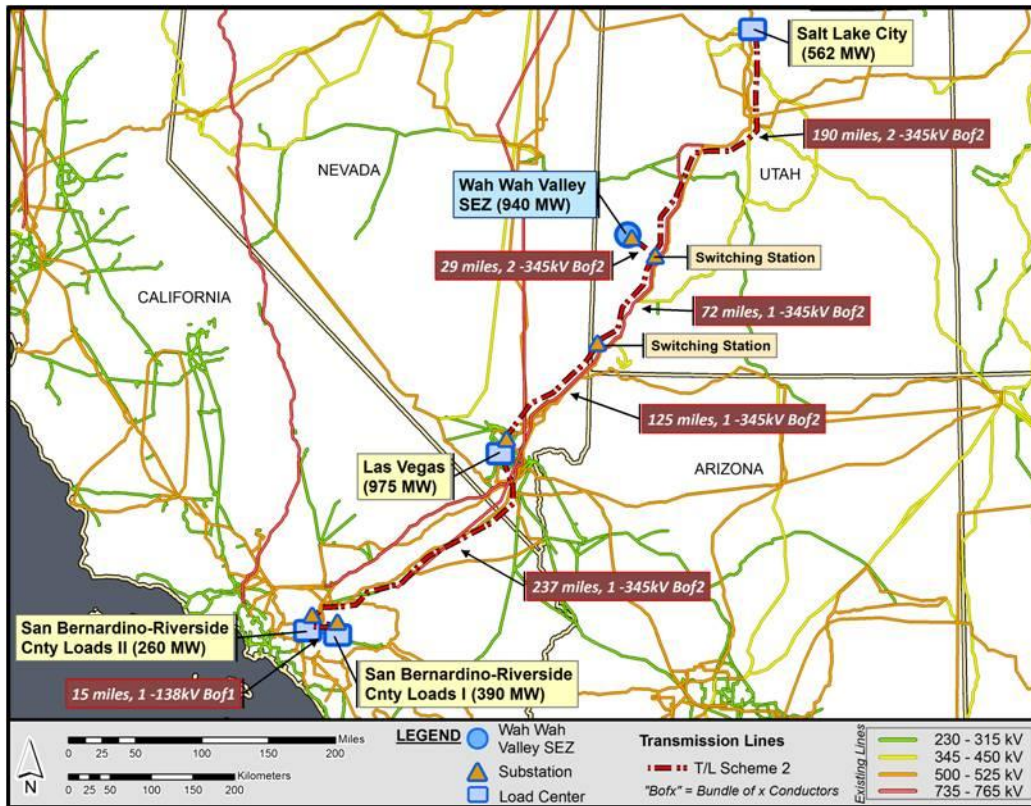 Salt Lake City
(562 MW)
190 miles, 2 -345kV Bof2
NEVADA
UTAH
Wah Wah Valley
SEZ (940 MW)
29 miles, 2 -345kV Bof2
Switching Station
CALIFORNIA
72 miles, 1 -345kV Bof2
Switching Station
125 miles, 1 -345kV Bof2
Las Vegas
(975 MW)
ARIZONA
237 miles, 1 -345kV Bof2
San Bernardino-Riverside
Cnty Loads II (260 MW)
San Bernardino-Riverside
Cnty Loads I (390 MW)
15 miles, 1 -138kV Bof1
N
Miles
0 25 50 100 150 200
Kilometers
0 25 50 100 150 200
LEGEND
Wah Wah
Valley SEZ
Substation
Load Center
Transmission Lines
T/L Scheme 2
"Bofx" = Bundle of x Conductors
Existing Lines
230 - 315 kV
345 - 450 kV
500 - 525 kV
735 - 765 kV